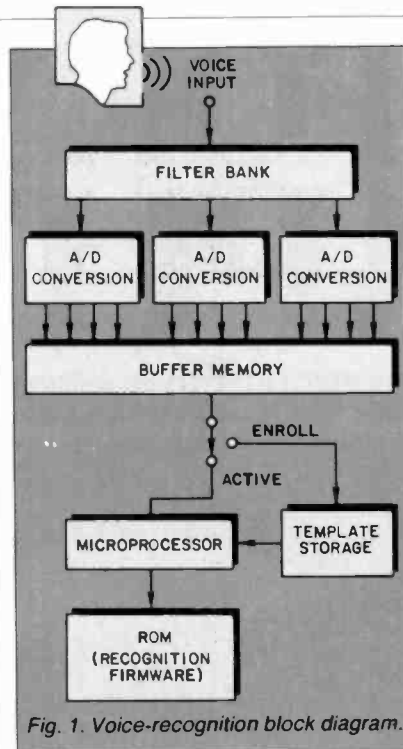 VOICE
INPUT
FILTER BANK
A/D
CONVERSION
A/D
CONVERSION
A/D
CONVERSION
BUFFER MEMORY
ENROLL
ACTIVE
MICROPROCESSOR
TEMPLATE
STORAGE
ROM
(RECOGNITION
FIRMWARE)
Fig. 1. Voice-recognition block diagram.